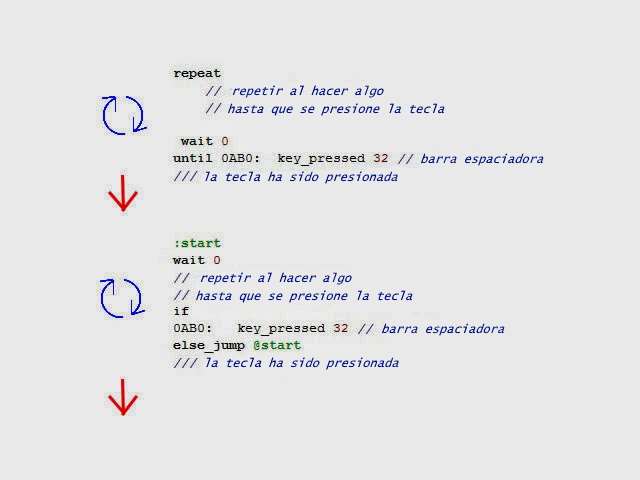 repeat
// repetir al hacer algo
// hasta que se presione la tecla
wait 0
until 0AB0: key_pressed 32 // barra espaciadora
/// la tecla ha sido presionada
:start
wait 0
// repetir al hacer algo
// hasta que se presione la tecla
if
0AB0: key_pressed 32 // barra espaciadora
else_jump @start
/// la tecla ha sido presionada